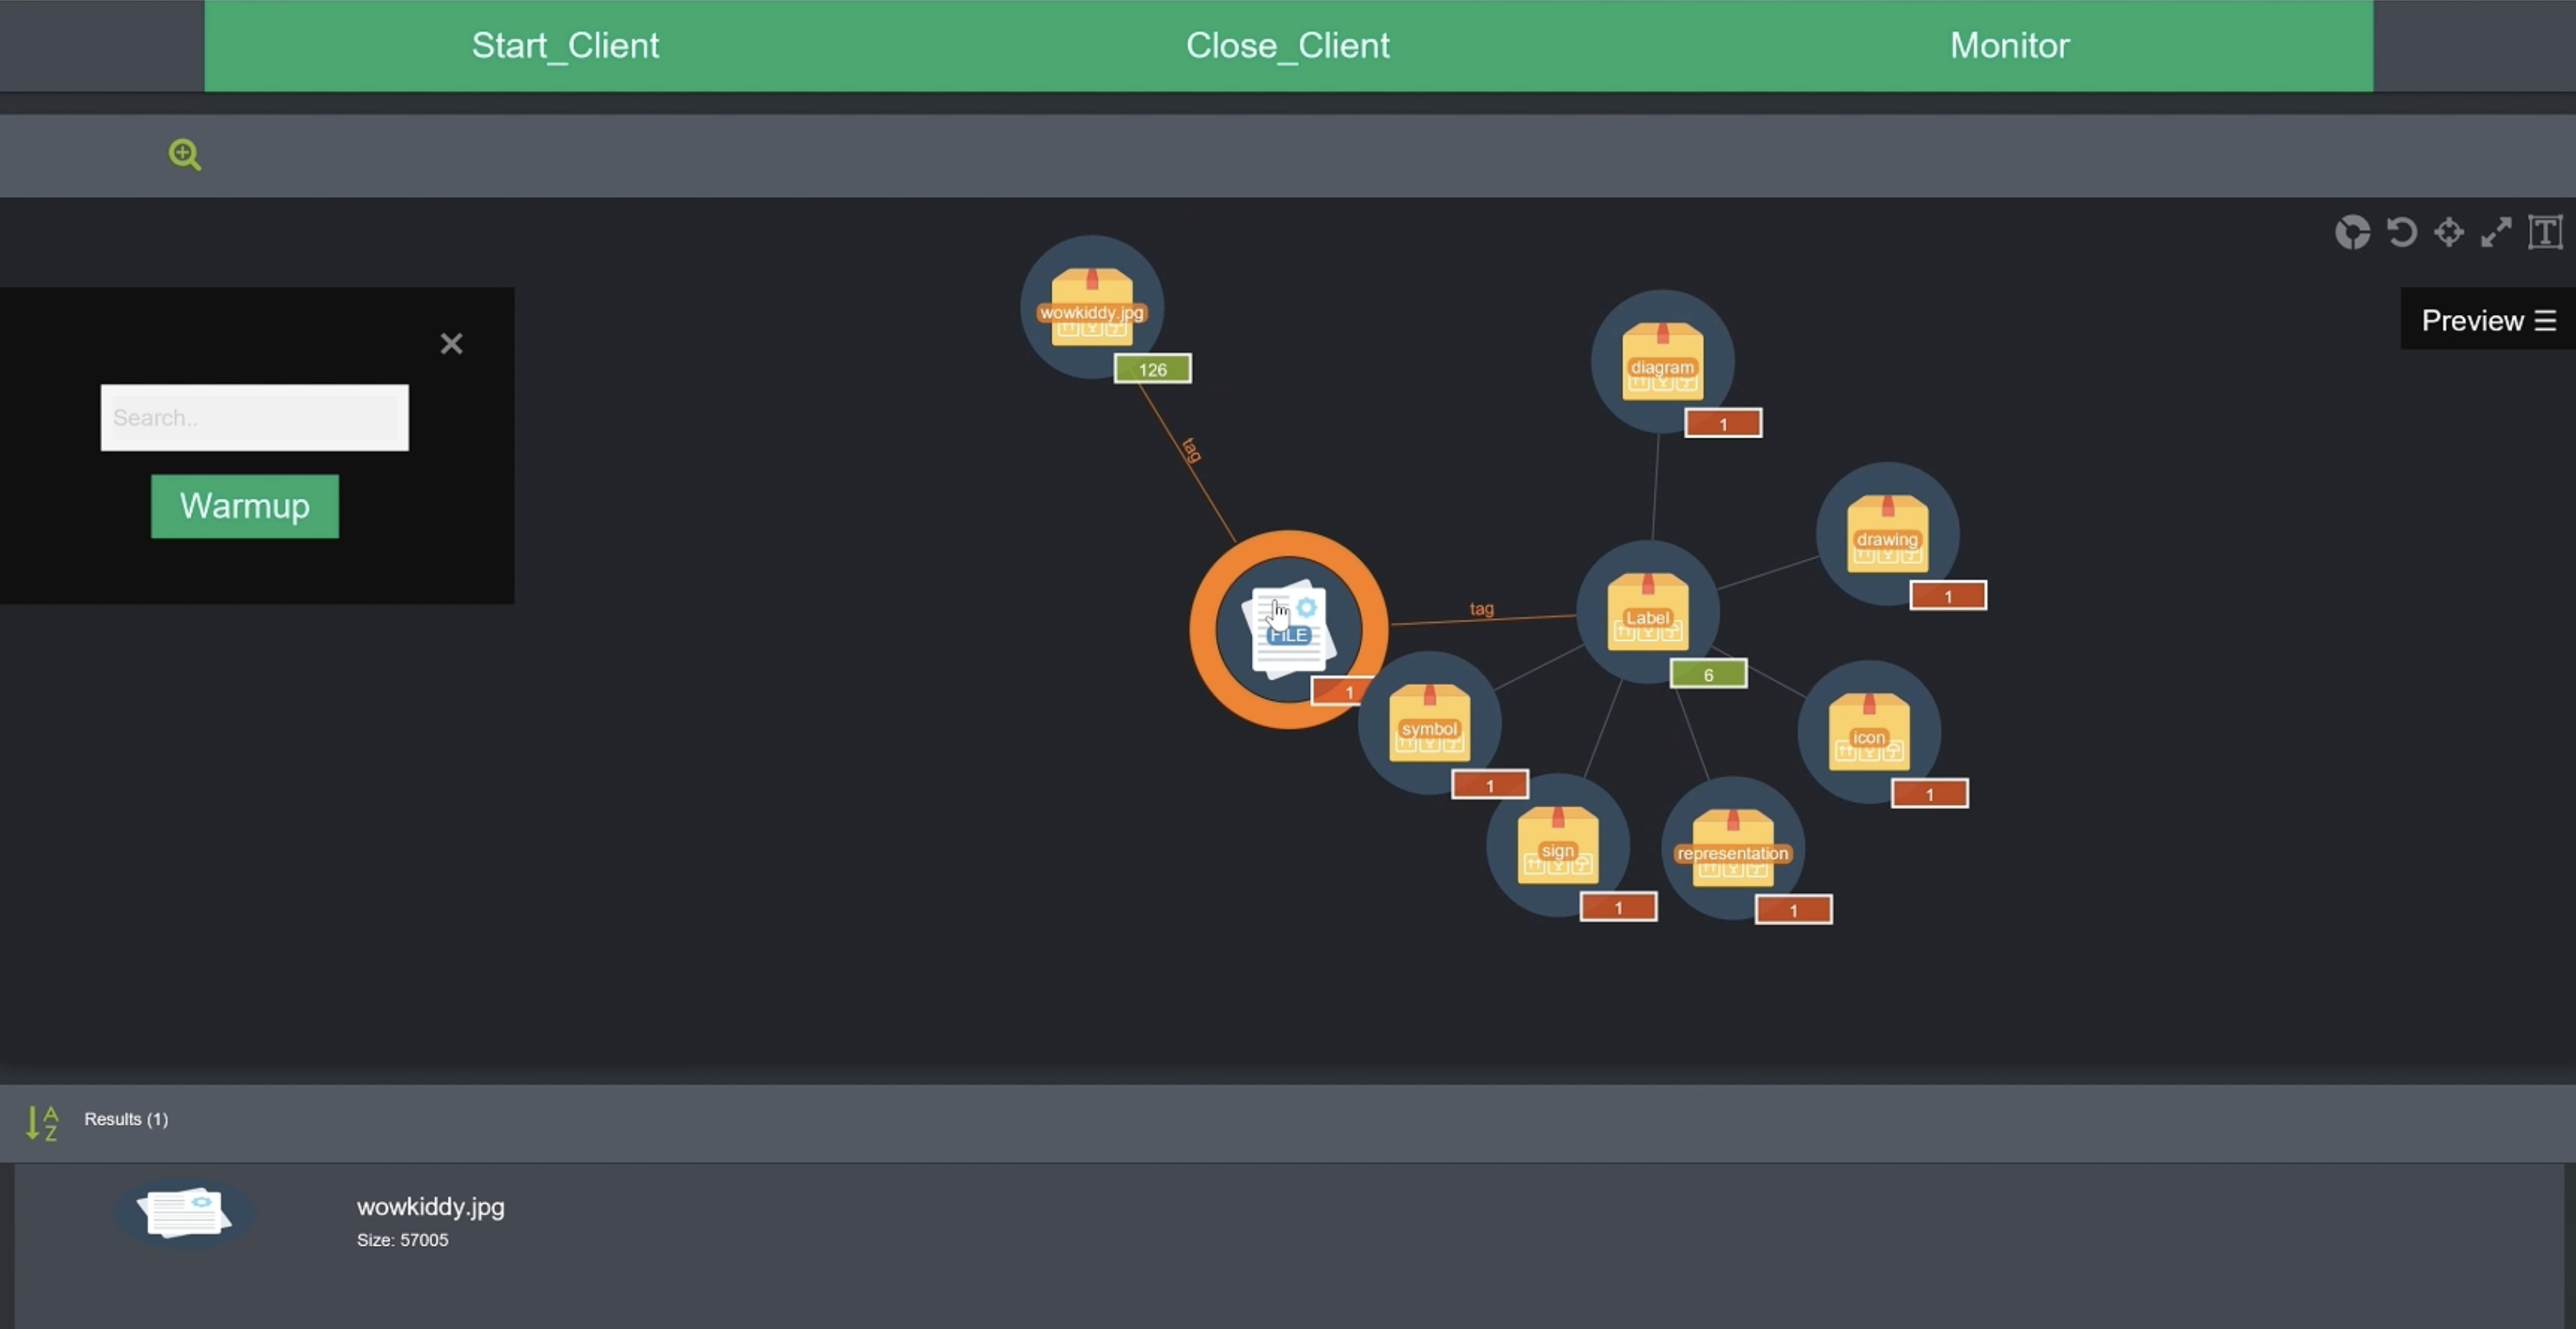 Start_Client
Close_Client
Monitor
Preview
Search..
Warmup
wowkiddy.jpg
126
tag
diagram
1
drawing
1
FILE
1
tag
Label
6
symbol
1
icon
1
sign
1
representation
1
A
Z
Results (1)
wowkiddy.jpg
Size: 57005
T